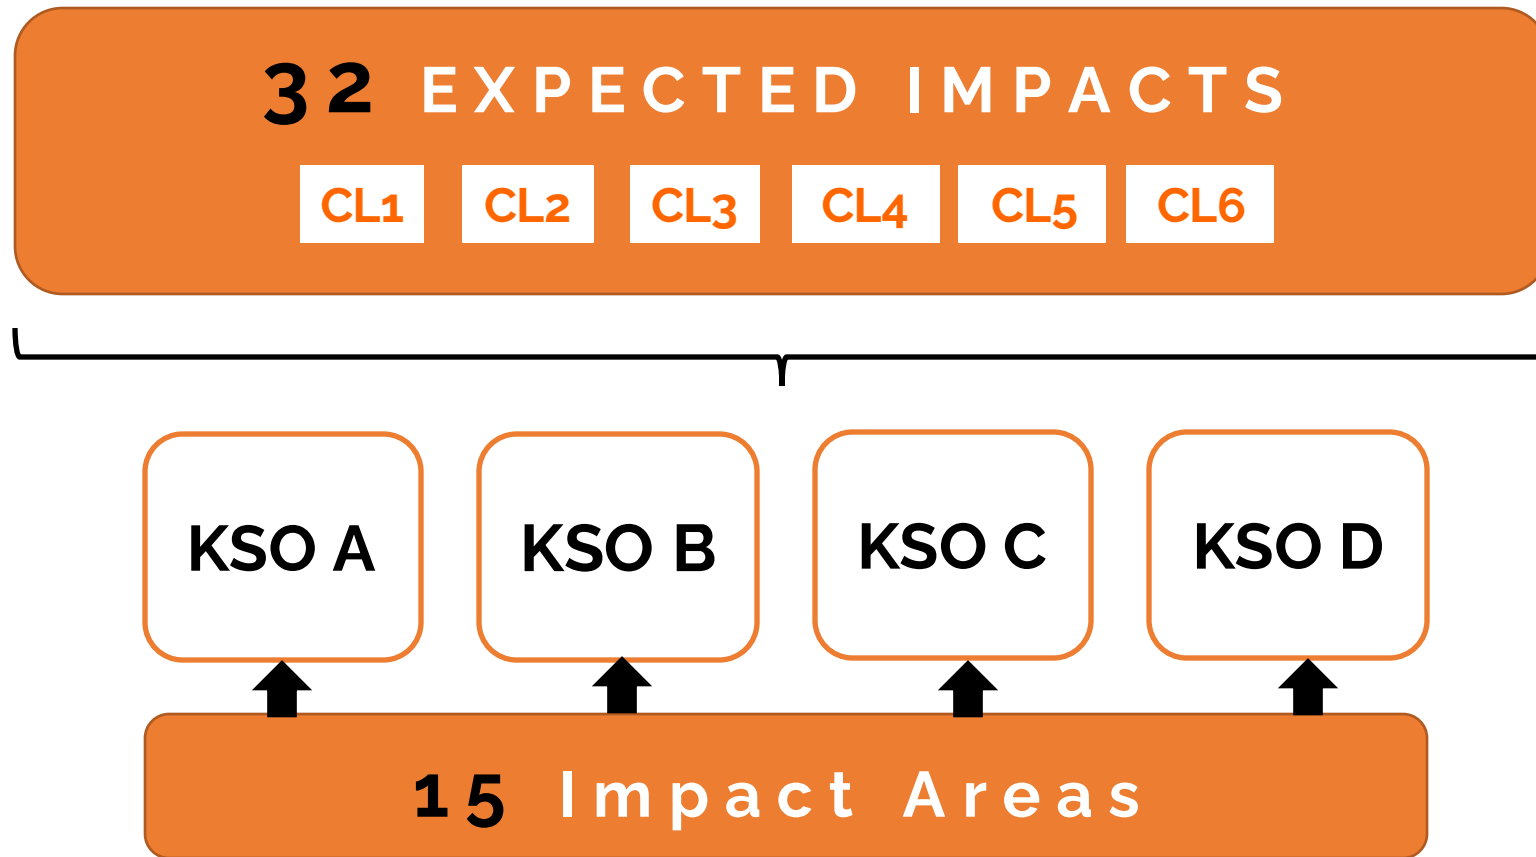 32 EXPECTED IMPACTS
CL1 CL2 CL3 CL4 CL5 CL6
KSO A KSO B KSO C KSO D
15 Impact Areas